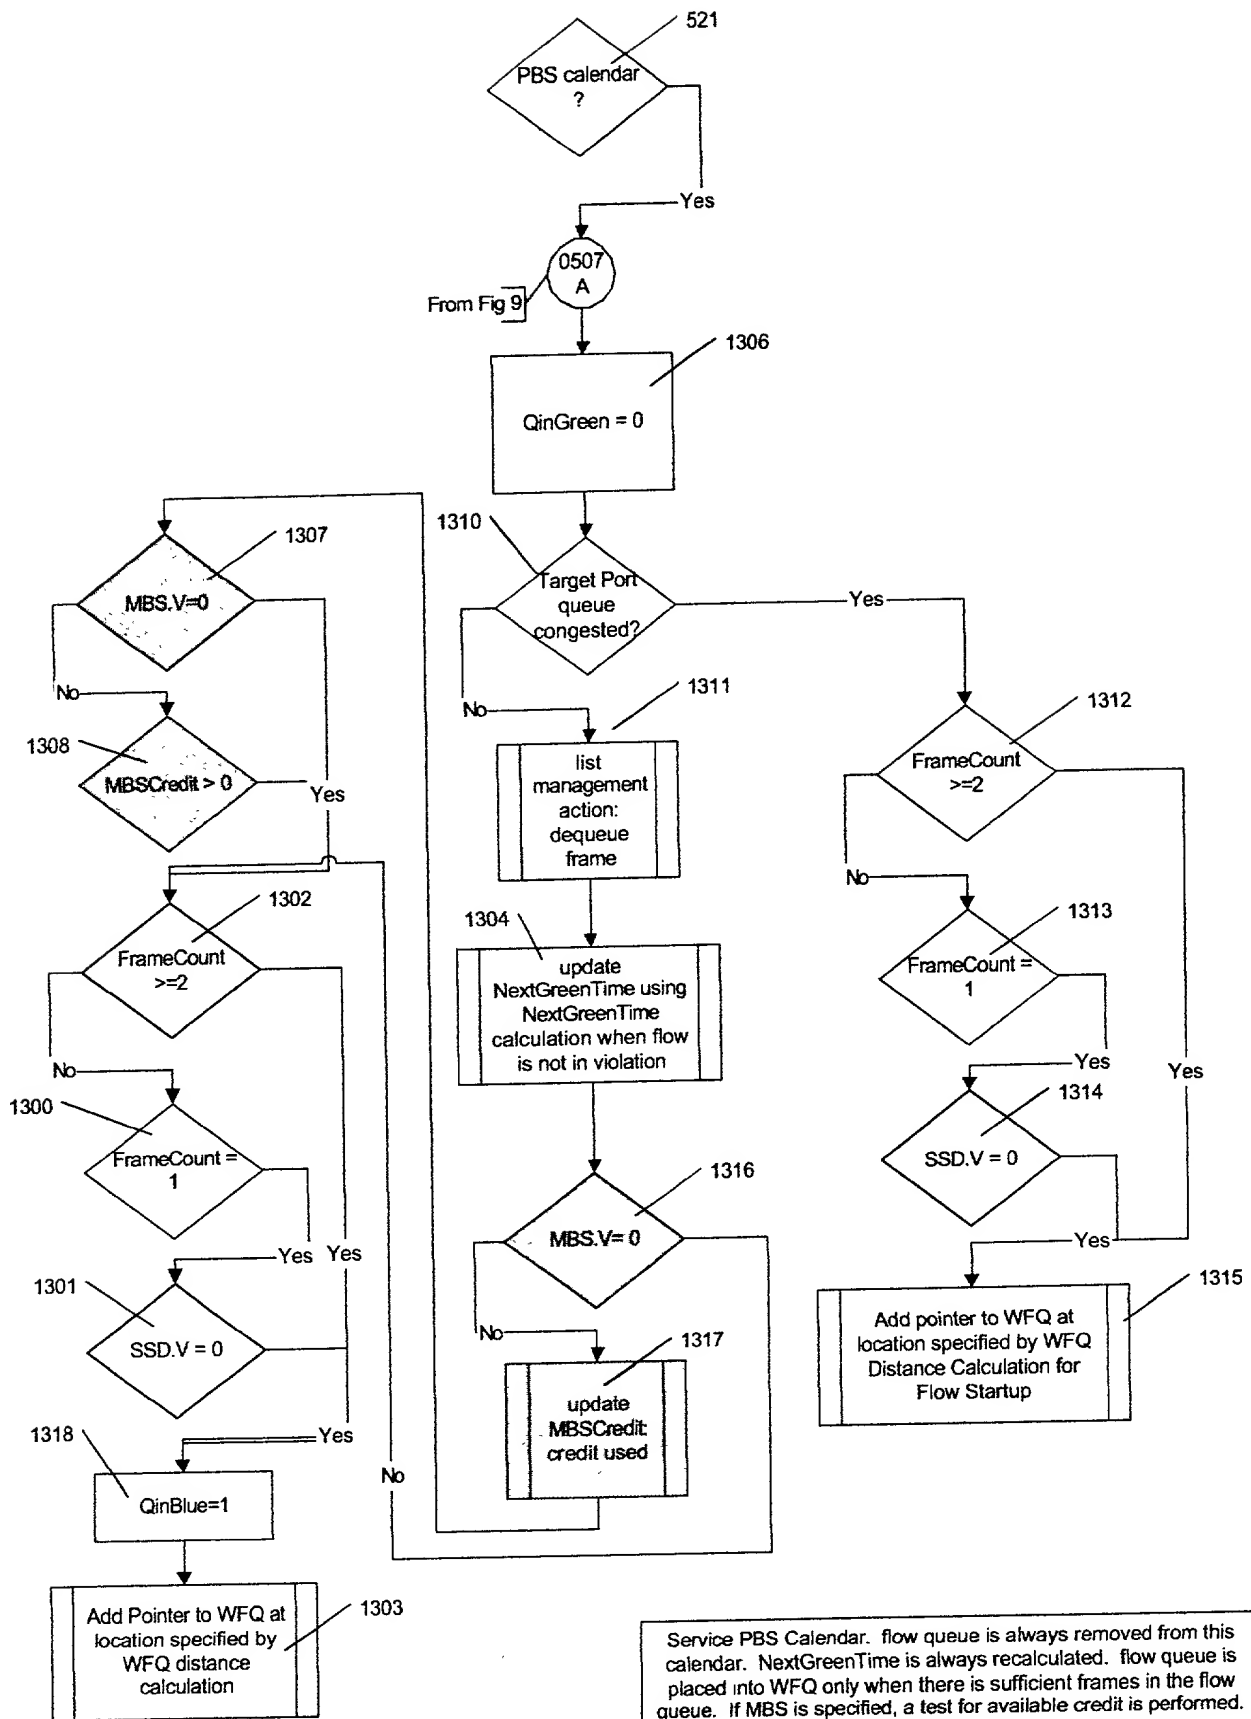 521
PBS calendar
?
Yes
0507
A
From Fig 9
1306
QinGreen = 0
1310
1307
Target Port
queue
congested?
Yes
MBS.V=0
No
1311
No
1312
1308
MBSCredit > 0
Yes
list
management
action:
dequeue
frame
FrameCount
>=2
No
1302
FrameCount
>=2
1304
update
NextGreenTime using
NextGreenTime
calculation when flow
is not in violation
1313
FrameCount =
1
No
Yes
Yes
1300
FrameCount =
1
1314
SSD.V = 0
1316
MBS.V= 0
Yes
Yes
Yes
1301
SSD.V = 0
No
1317
update
MBSCredit:
credit used
1315
Add pointer to WFQ at
location specified by WFQ
Distance Calculation for
Flow Startup
1318
Yes
No
QinBlue=1
1303
Add Pointer to WFQ at
location specified by
WFQ distance
calculation
Service PBS Calendar. flow queue is always removed from this
calendar. NextGreenTime is always recalculated. flow queue is
placed into WFQ only when there is sufficient frames in the flow
queue. If MBS is specified, a test for available credit is performed.